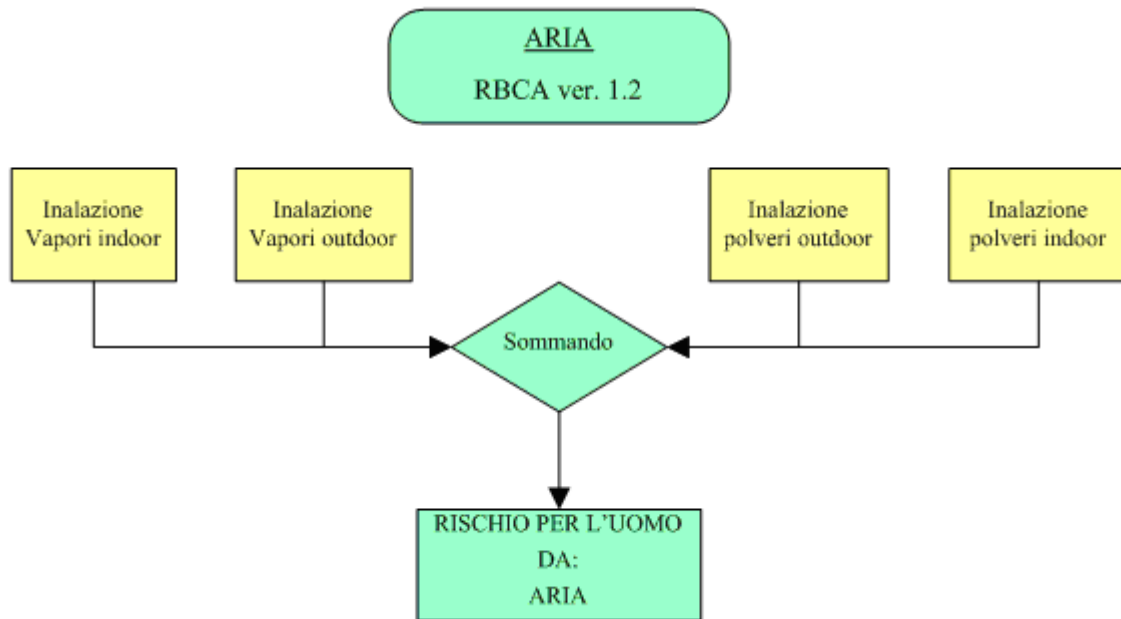 ARIA
RBCA ver. 1.2
Inalazione
Vapori indoor
Inalazione
Vapori outdoor
Inalazione
polveri outdoor
Inalazione
polveri indoor
Sommando
RISCHIO PER L'UOMO
DA:
ARIA